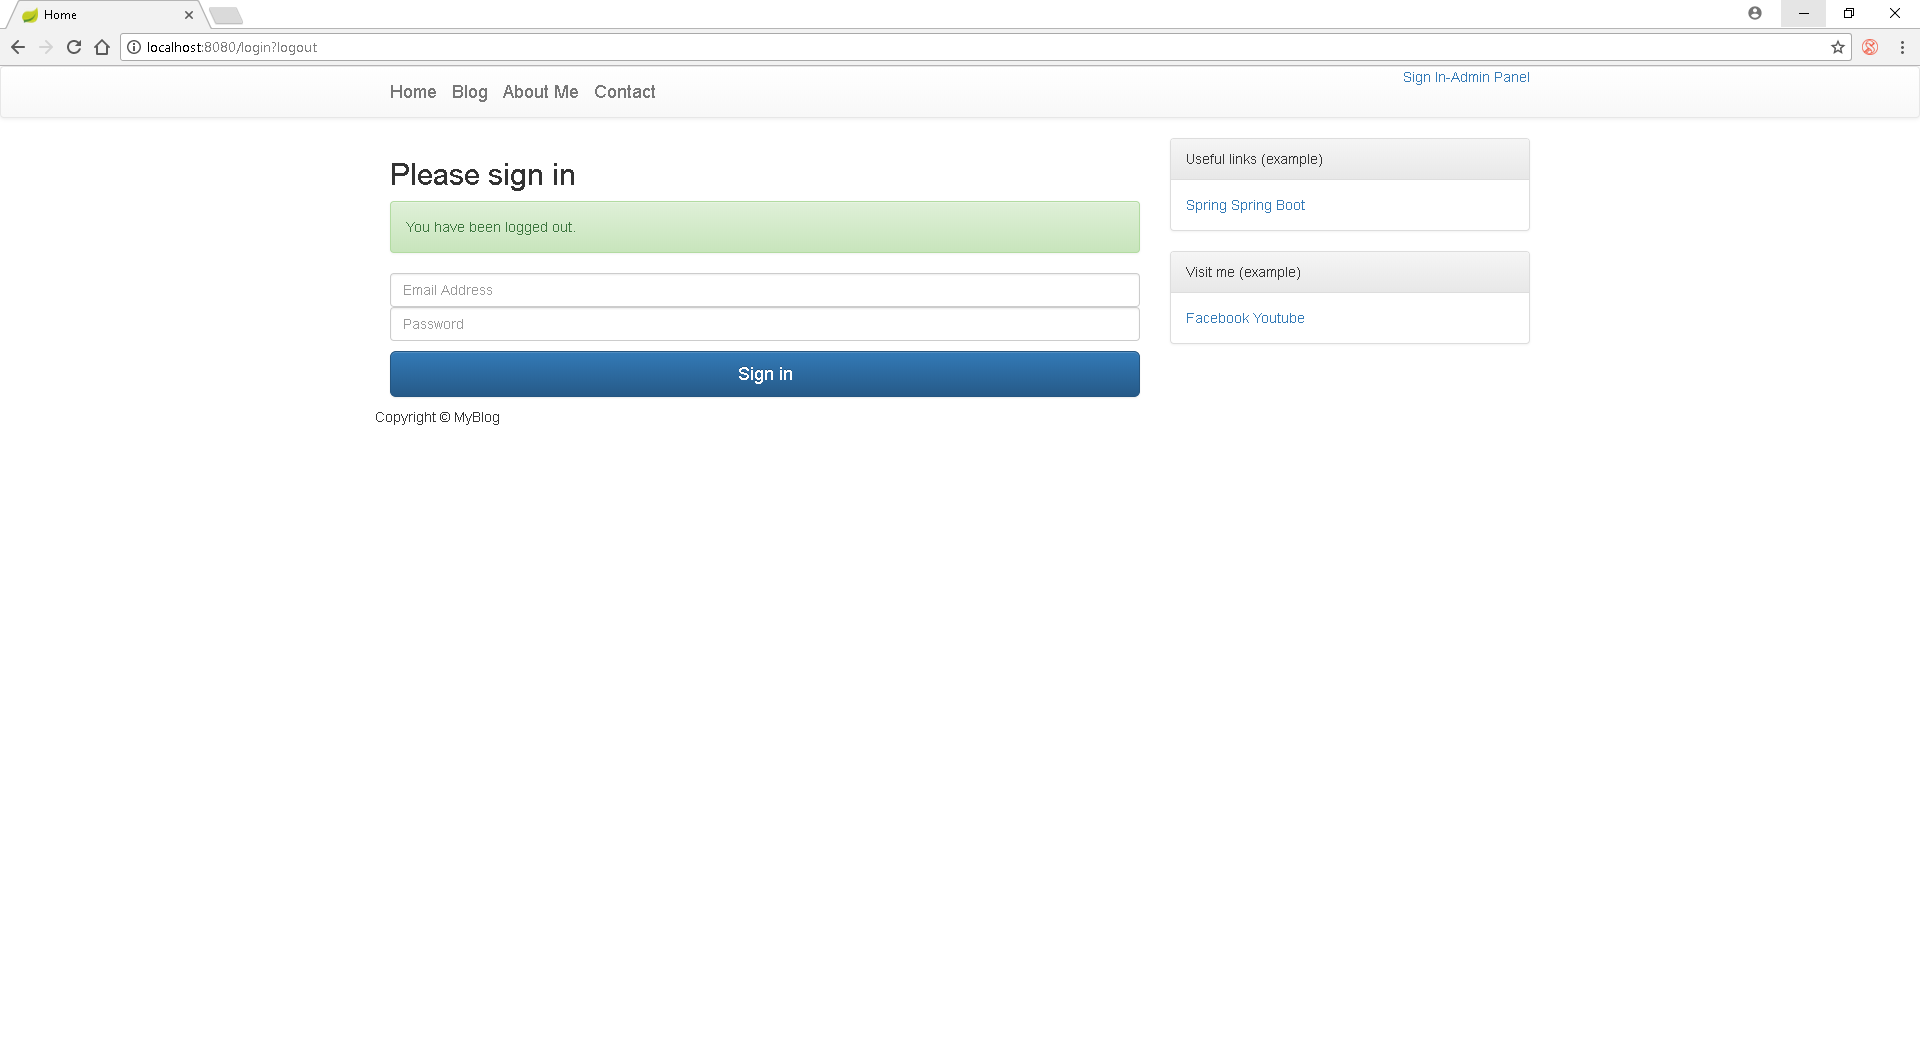 Home
localhost:8080/login?logout
Home Blog About Me Contact
Sign In-Admin Panel
Please sign in
You have been logged out.
Email Address
Password
Sign in
Copyright © MyBlog
Useful links (example)
Spring Spring Boot
Visit me (example)
Facebook Youtube